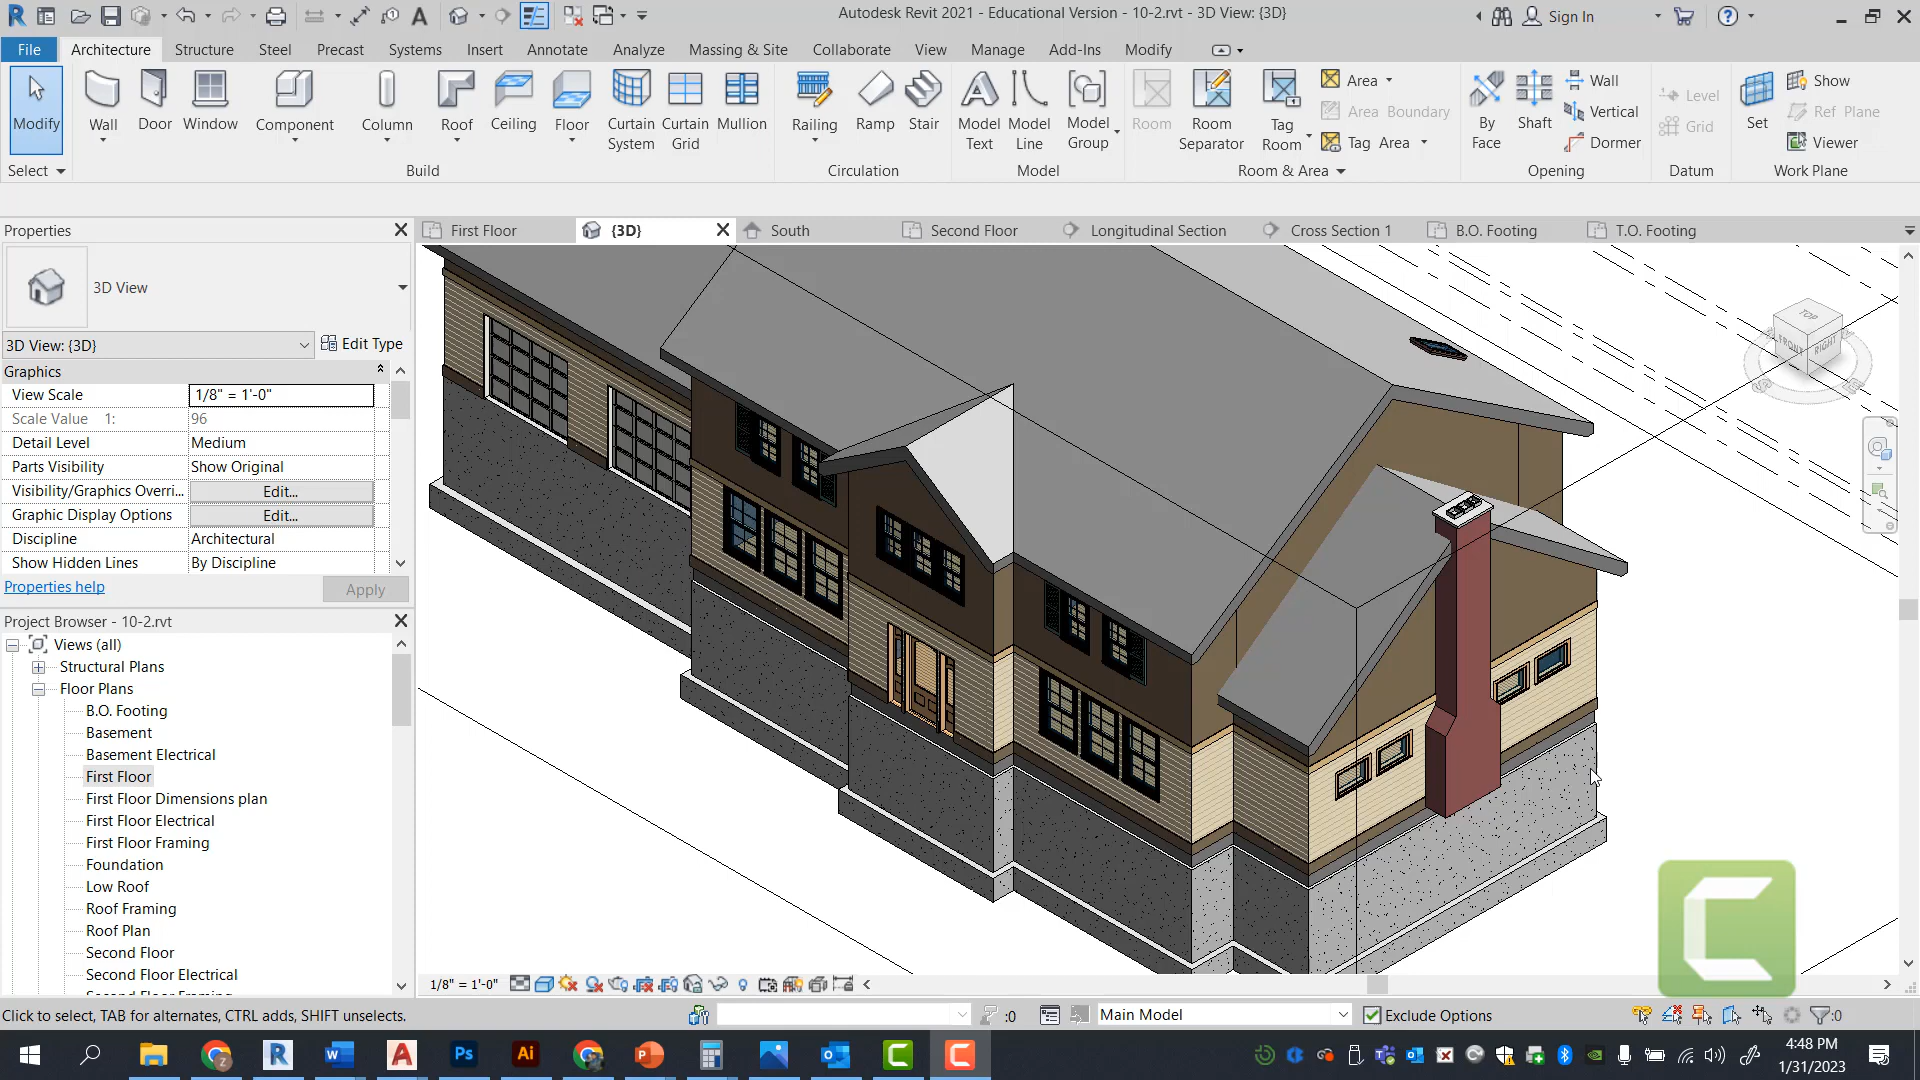 Autodesk Revit 2021 - Educational Version - 10-2.rvt - 3D View: {3D}
Sign In
File Architecture Structure Steel Precast Systems Insert Annotate Analyze Massing & Site Collaborate View Manage Add-Ins Modify
Modify
Wall
Door
Window
Component
Column
Roof
Ceiling
Floor
Curtain System
Curtain Grid
Mullion
Railing
Ramp
Stair
Model Text
Model Line
Model Group
Room
Room Separator
Tag Room
Area
Area Boundary
Tag Area
By Face
Shaft
Wall
Vertical
Dormer
Level
Grid
Set
Show
Ref Plane
Viewer
Select Build Circulation Model Room & Area Opening Datum Work Plane
Properties
First Floor {3D} South Second Floor Longitudinal Section Cross Section 1 B.O. Footing T.O. Footing
3D View
3D View: {3D} Edit Type
Graphics
View Scale 1/8" = 1'-0"
Scale Value 1: 96
Detail Level Medium
Parts Visibility Show Original
Visibility/Graphics Overri... Edit...
Graphic Display Options Edit...
Discipline Architectural
Show Hidden Lines By Discipline
Properties help Apply
Project Browser - 10-2.rvt
Views (all)
Structural Plans
Floor Plans
B.O. Footing
Basement
Basement Electrical
First Floor
First Floor Dimensions plan
First Floor Electrical
First Floor Framing
Foundation
Low Roof
Roof Framing
Roof Plan
Second Floor
Second Floor Electrical
TOP
FRONT
RIGHT
1/8" = 1'-0"
Click to select, TAB for alternates, CTRL adds, SHIFT unselects.
:0
Main Model
Exclude Options
:0
4:48 PM
1/31/2023